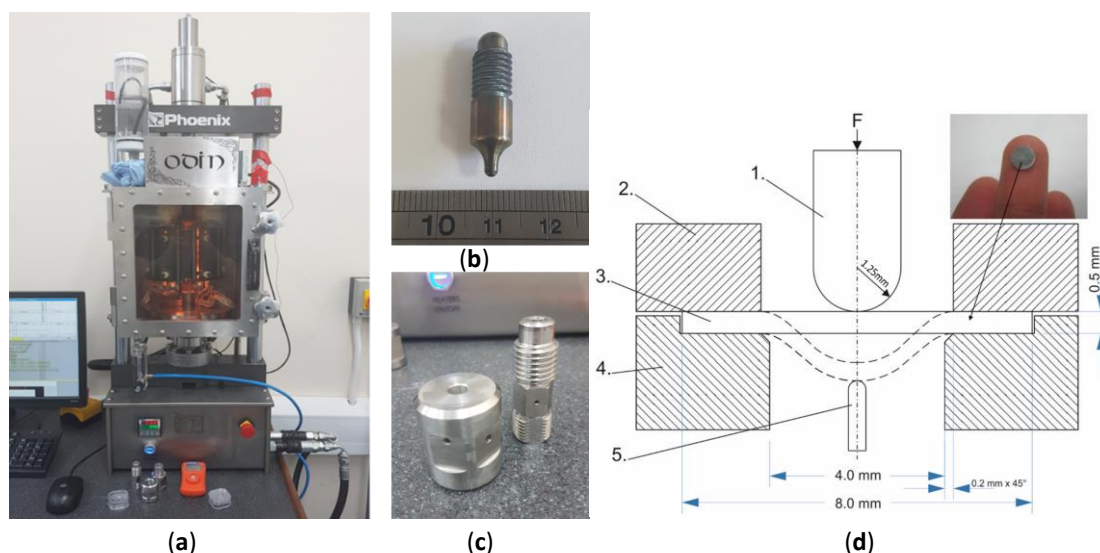 Phoenix
ODIN
(a)
10 11 12
(b)
HEATERS
ON/OFF
(c)
F
1.
2.
1.25mm
3.
0.5 mm
4.
5.
4.0 mm
0.2 mm x 45°
8.0 mm
(d)